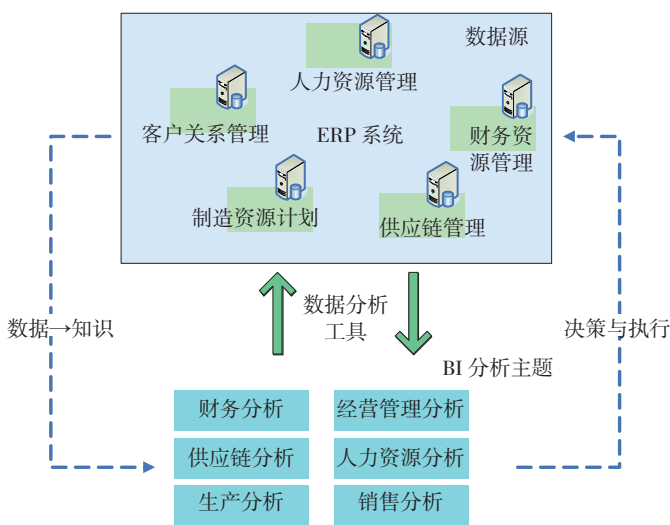 数据源
人力资源管理
客户关系管理
ERP 系统
财务资
源管理
制造资源计划
供应链管理
数据→知识
数据分析
工具
决策与执行
BI 分析主题
财务分析
经营管理分析
供应链分析
人力资源分析
生产分析
销售分析